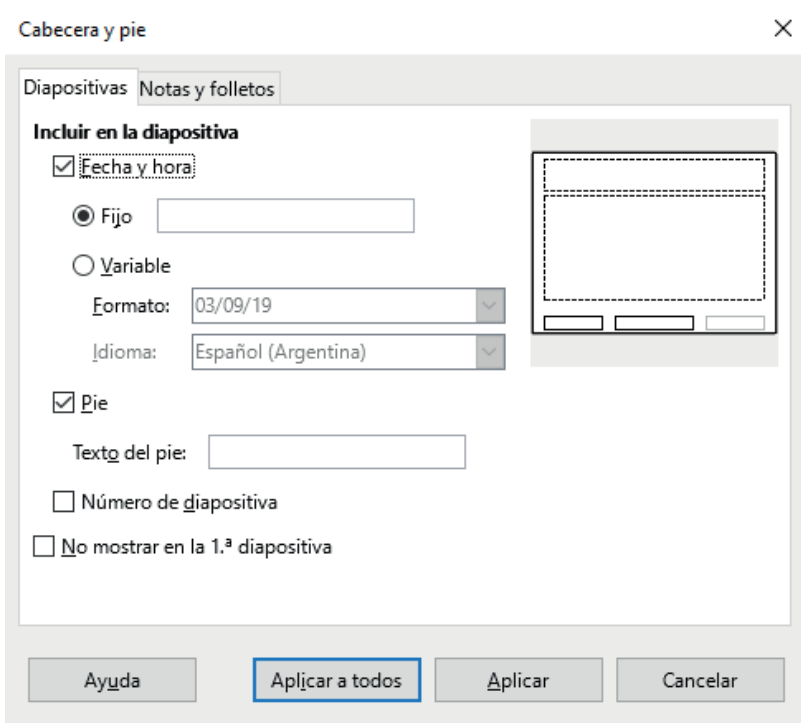 Cabecera y pie
Diapositivas Notas y folletos
Incluir en la diapositiva
Fecha y hora
Fijo
Variable
Formato: 03/09/19
Idioma: Español (Argentina)
Pie
Texto del pie:
Número de diapositiva
No mostrar en la 1.ª diapositiva
Ayuda Aplicar a todos Aplicar Cancelar